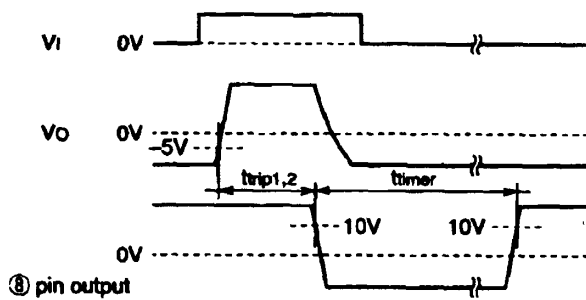 VI 0V
VO 0V
–5V
ttrip1,2 ttimer
10V 10V
0V
⑧ pin output